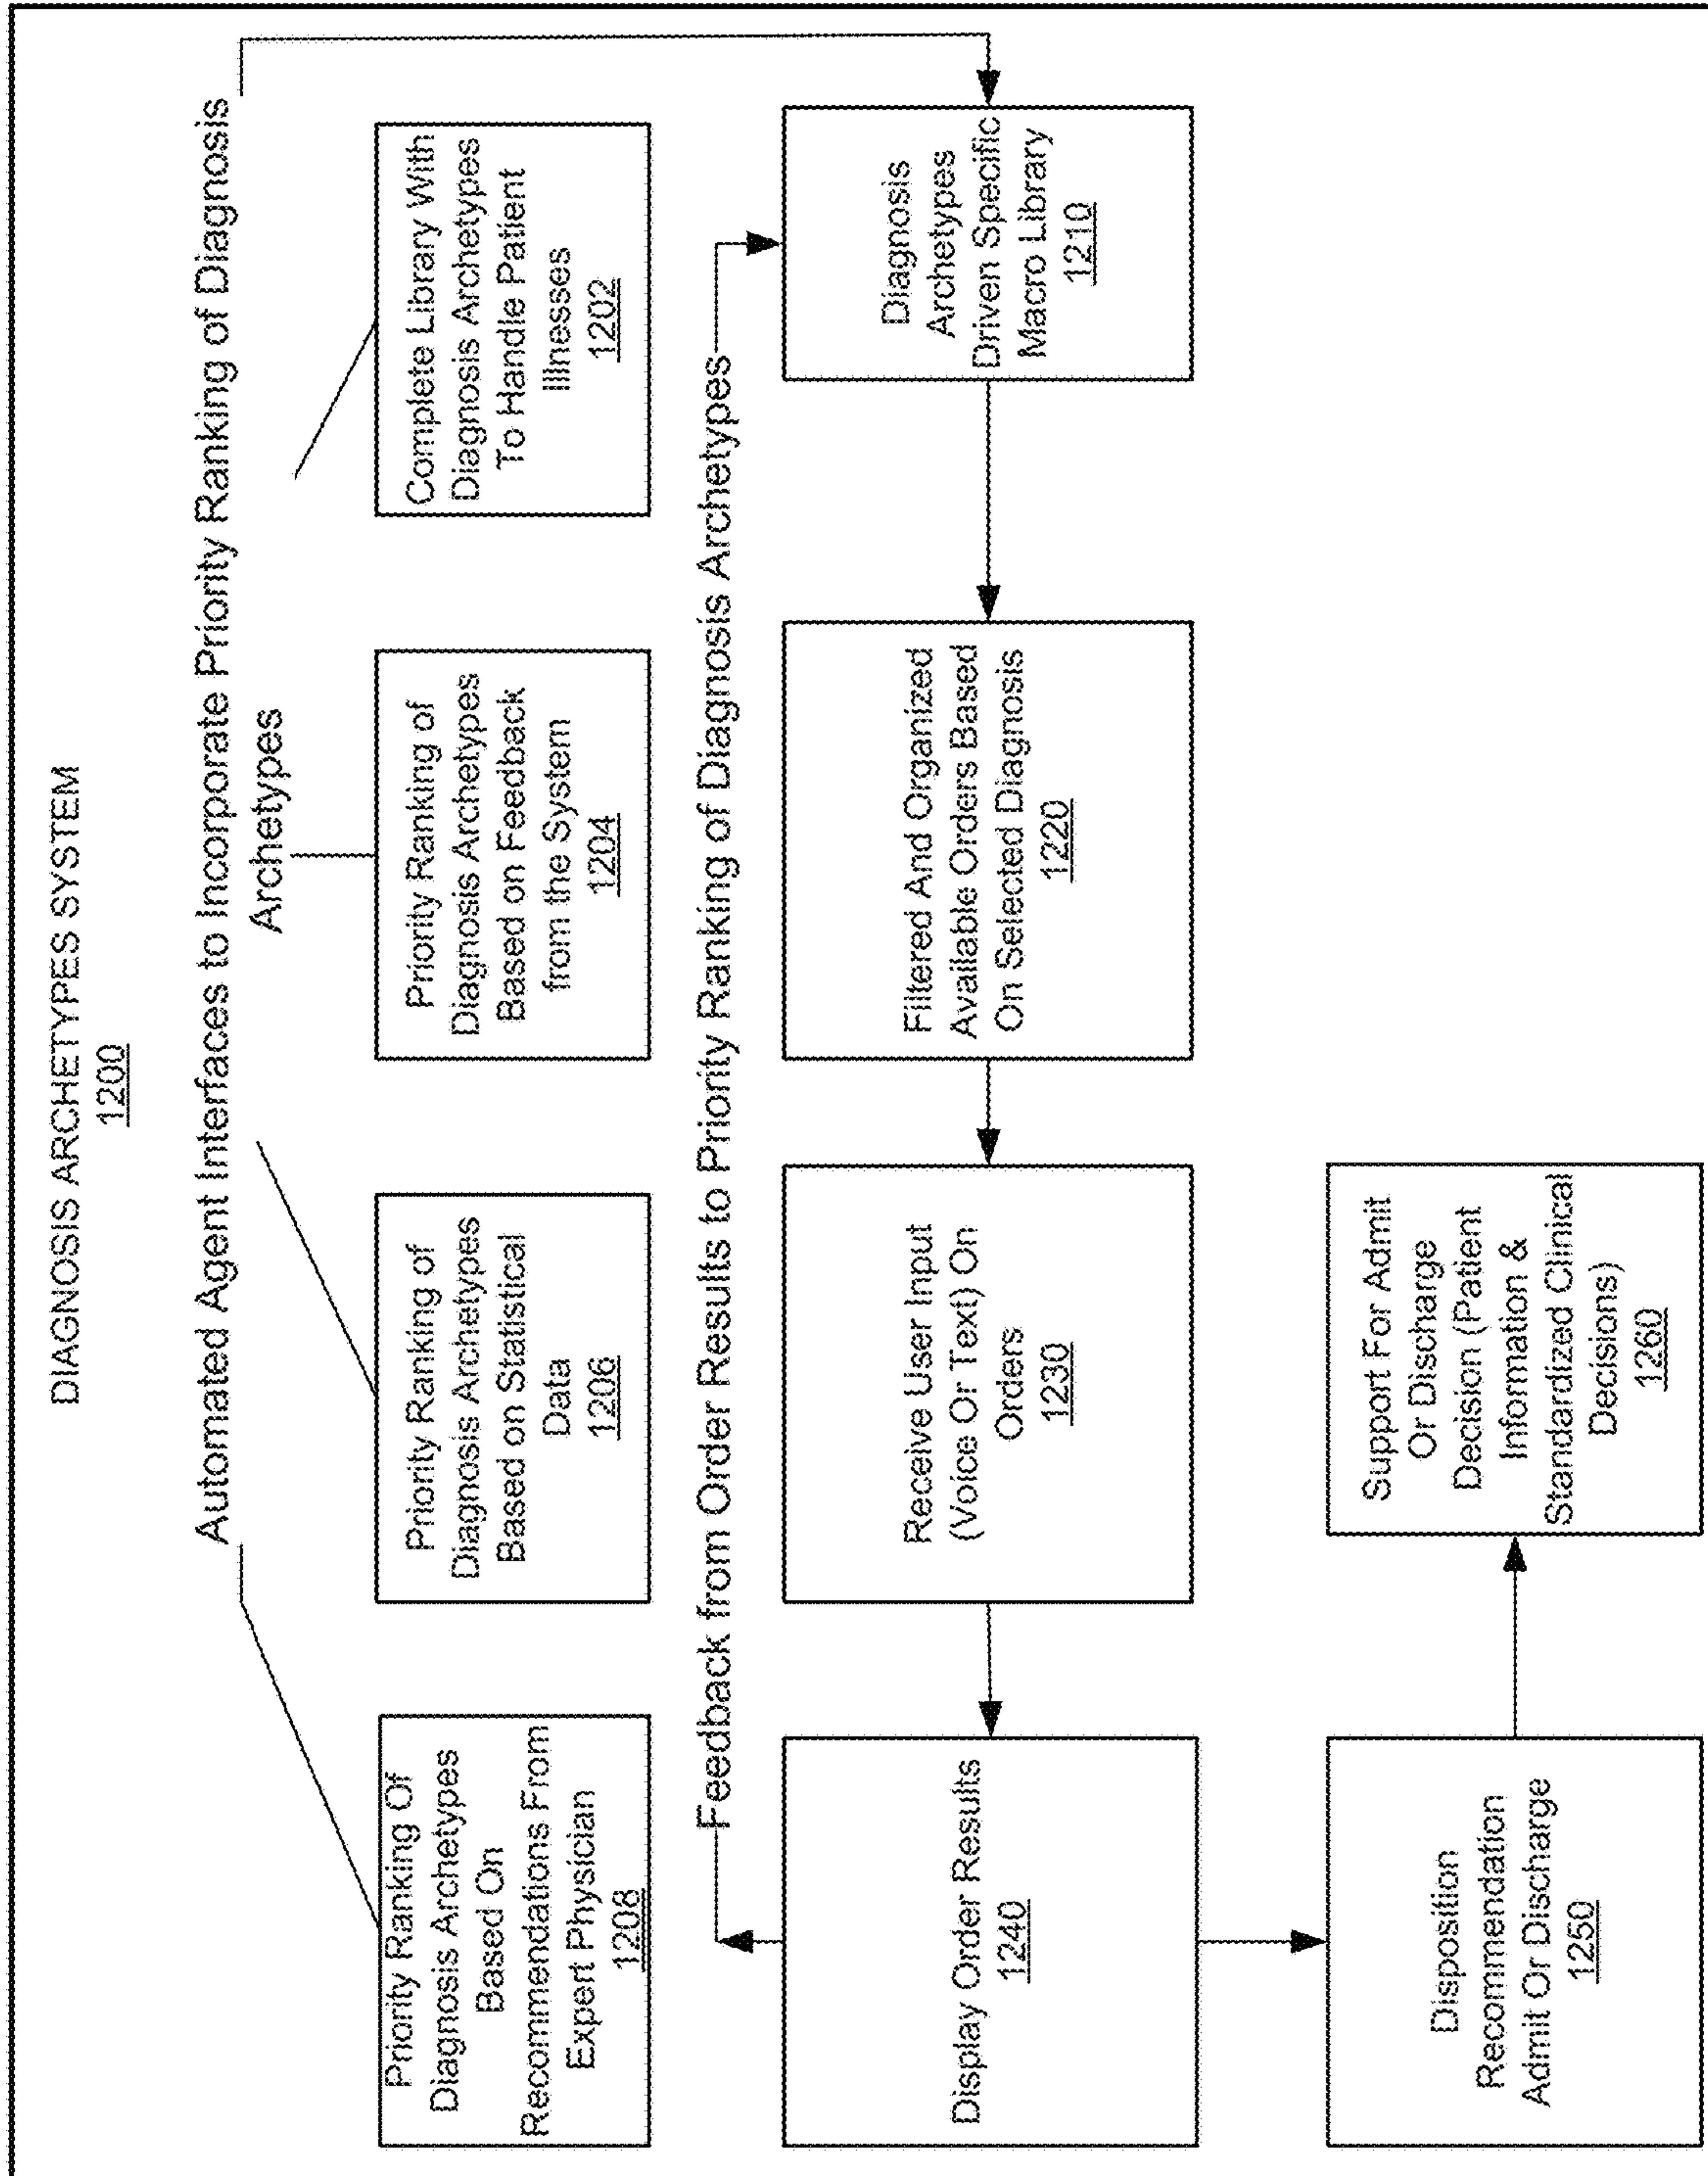 DIAGNOSIS ARCHETYPES SYSTEM
1200
Automated Agent Interfaces to Incorporate Priority Ranking of Diagnosis
Archetypes
Priority Ranking Of
Diagnosis Archetypes
Based On
Recommendations From
Expert Physician
1208
Priority Ranking of
Diagnosis Archetypes
Based on Statistical
Data
1206
Priority Ranking of
Diagnosis Archetypes
Based on Feedback
from the System
1204
Complete Library With
Diagnosis Archetypes
To Handle Patient
Illnesses
1202
Feedback from Order Results to Priority Ranking of Diagnosis Archetypes
Display Order Results
1240
Receive User Input
(Voice Or Text) On
Orders
1230
Filtered And Organized
Available Orders Based
On Selected Diagnosis
1220
Diagnosis
Archetypes
Driven Specific
Macro Library
1210
Disposition
Recommendation
Admit Or Discharge
1250
Support For Admit
Or Discharge
Decision (Patient
Information &
Standardized Clinical
Decisions)
1260